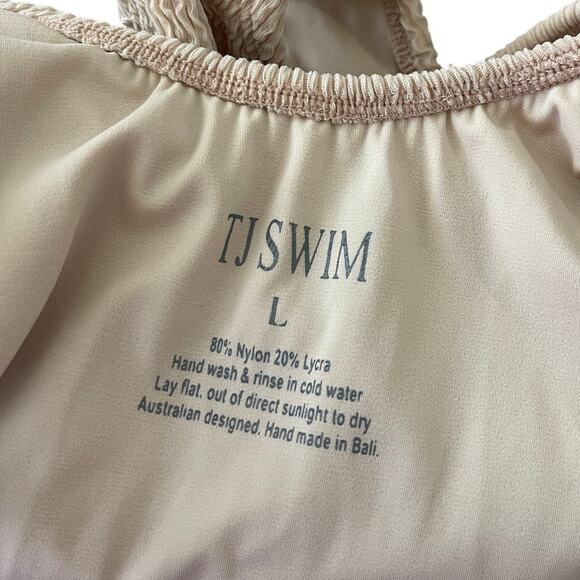 TJSWIM
L
80% Nylon 20% Lycra
Hand wash & rinse in cold water
Lay flat, out of direct sunlight to dry
Australian designed. Hand made in Bali.